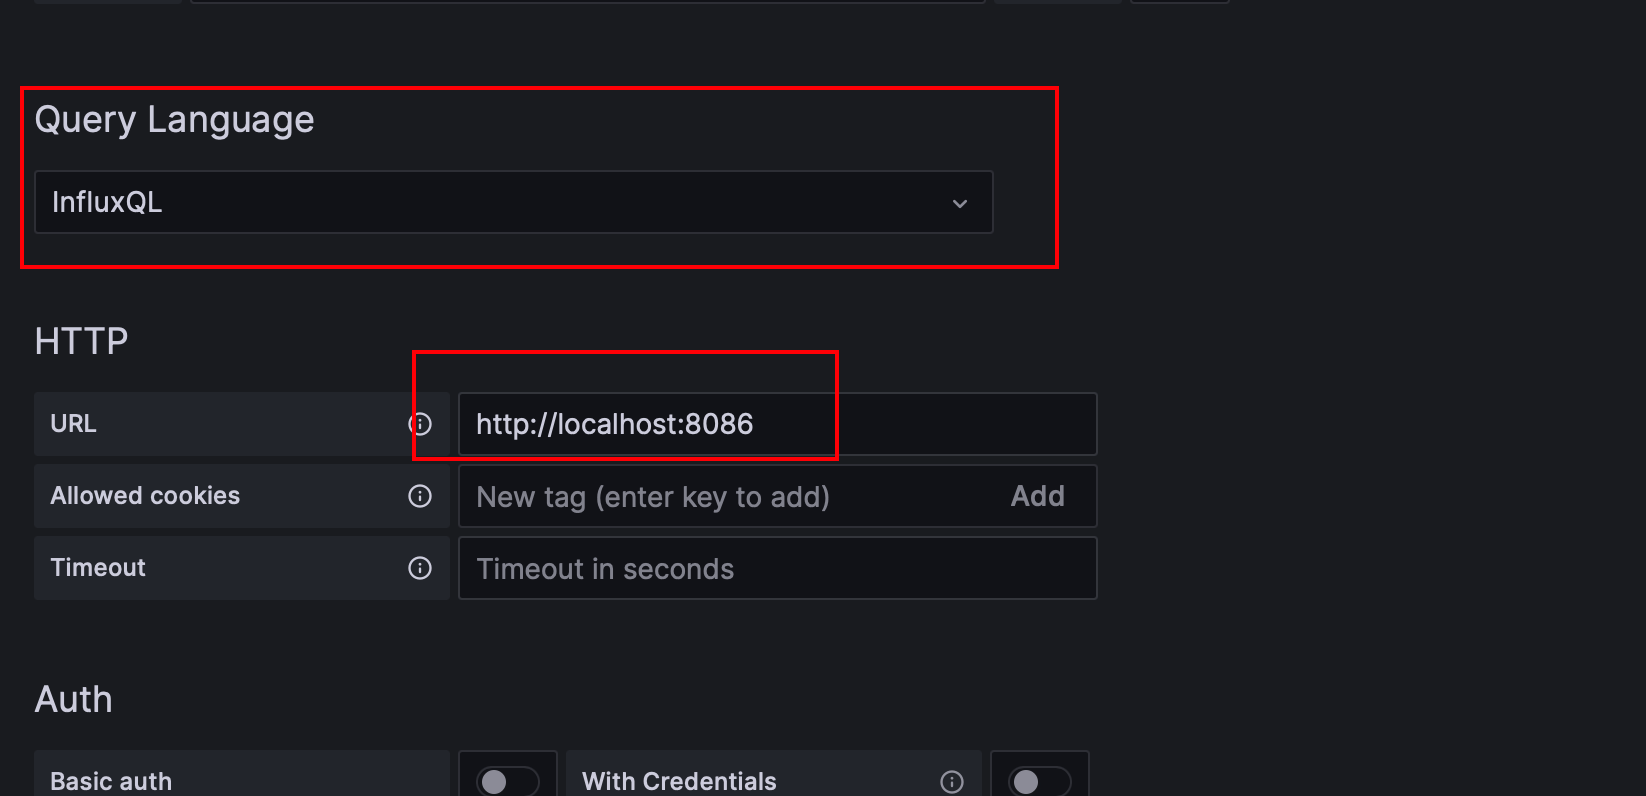 Query Language
InfluxQL
HTTP
URL
http://localhost:8086
Allowed cookies
New tag (enter key to add)
Add
Timeout
Timeout in seconds
Auth
Basic auth
With Credentials